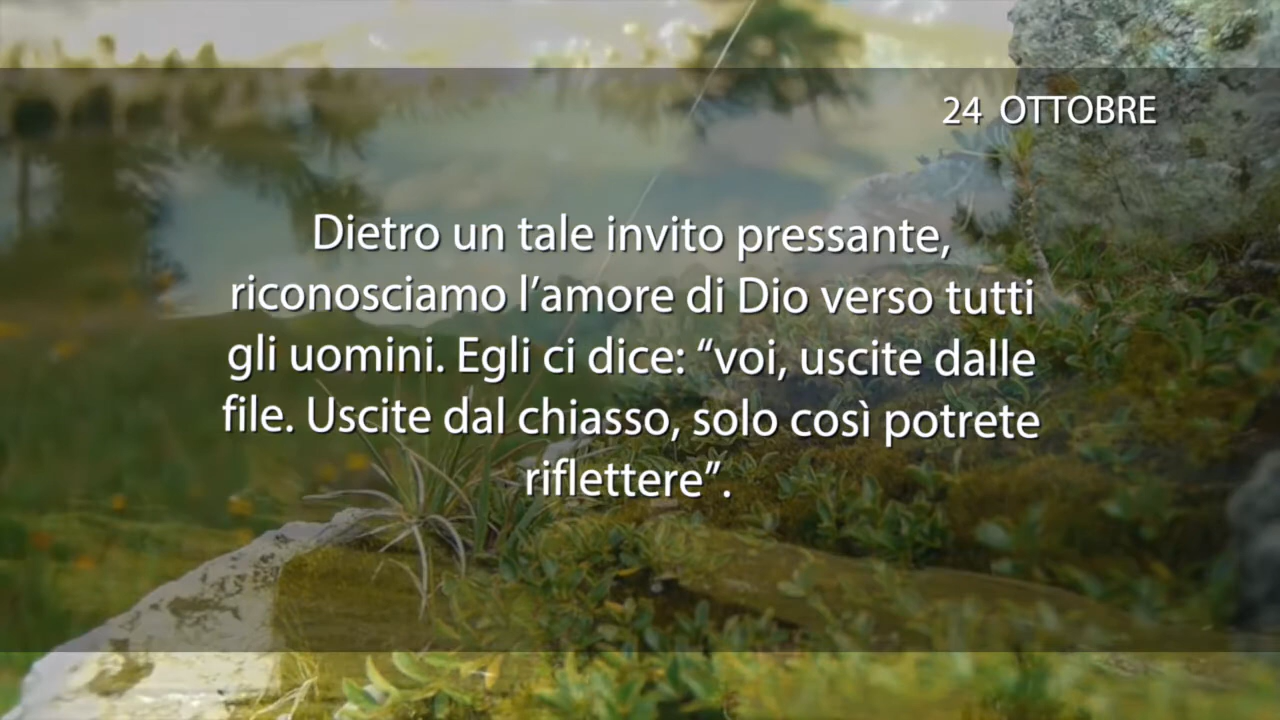 24 OTTOBRE
Dietro un tale invito pressante,
riconosciamo l’amore di Dio verso tutti
gli uomini. Egli ci dice: “voi, uscite dalle
file. Uscite dal chiasso, solo così potrete
riflettere”.